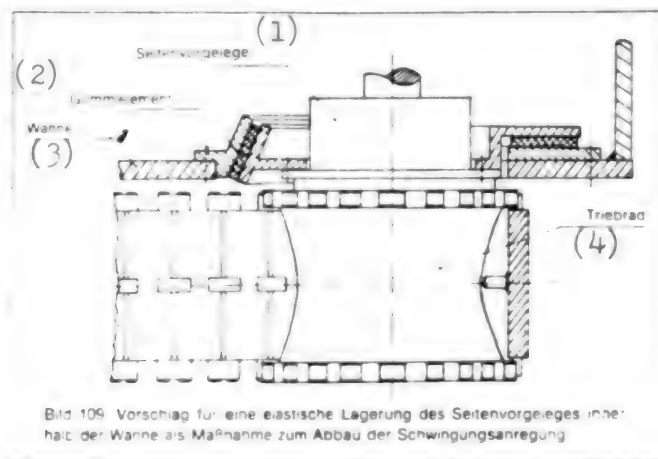 (1)
Seitenvorgelege
(2)
Gummielement
Wanne
(3)
Triebrad
(4)
Bild 109. Vorschlag für eine elastische Lagerung des Seitenvorgeleges inner-
halb der Wanne als Maßnahme zum Abbau der Schwingungsanregung